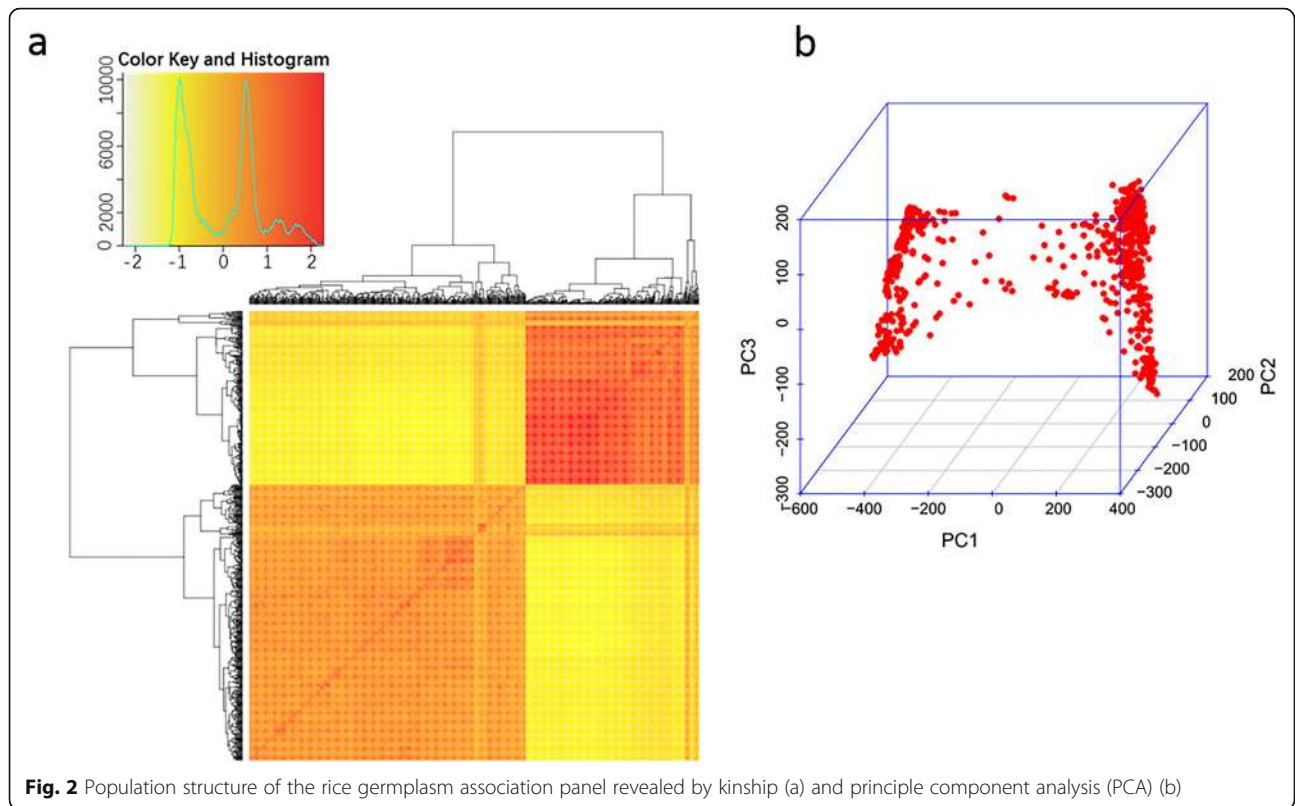 a
Color Key and Histogram
10000
6000
2000
0
-2 -1 0 1 2
b
PC3
200
100
0
-100
-200
-300
-600 -400 -200 0 200 400
PC1
PC2
200
100
0
-100
-200
-300
Fig. 2 Population structure of the rice germplasm association panel revealed by kinship (a) and principle component analysis (PCA) (b)